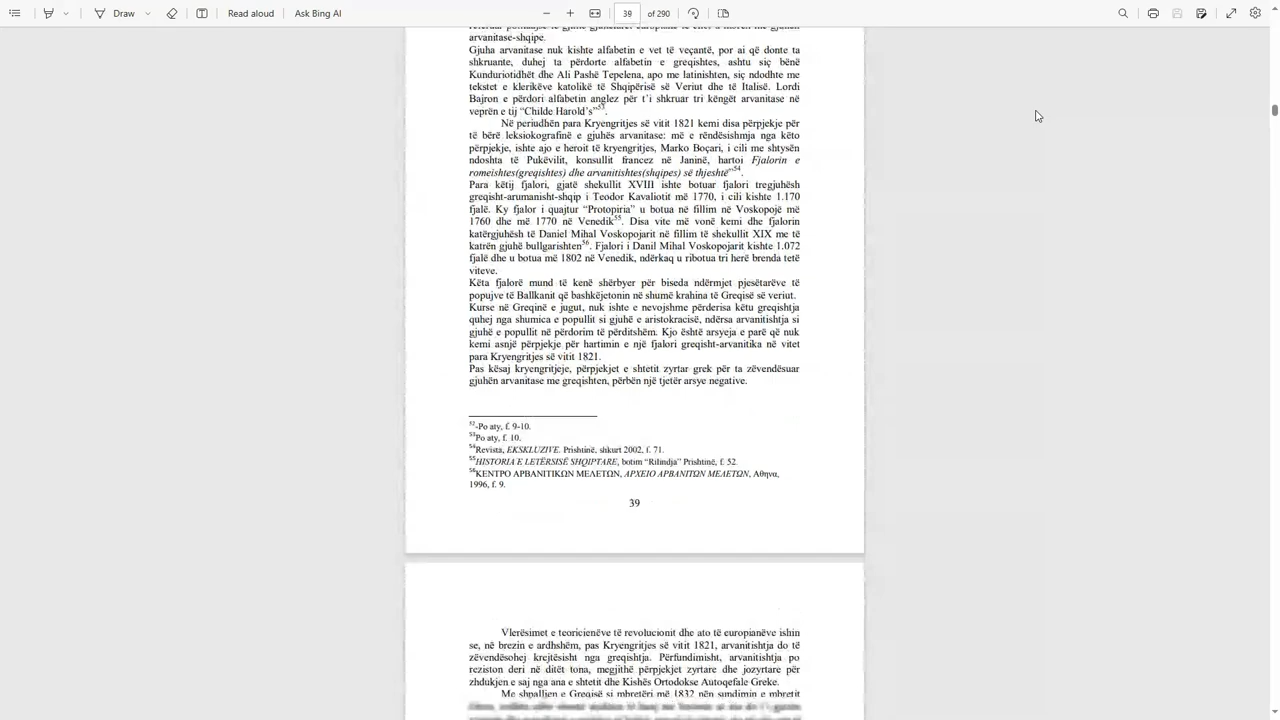 Draw
Read aloud
Ask Bing AI
39
of 290
arvanitase-shqipe.
Gjuha arvanitase nuk kishte alfabetin e vet të veçantë, por ai që donte ta
shkruante, duhej ta përdorte alfabetin e greqishtes, ashtu siç bënë
Kunduriotidhët dhe Ali Pashë Tepelena, apo me latinishten, siç ndodhte me
tekstet e klerikëve katolikë të Shqipërisë së Veriut dhe të Italisë. Lordi
Bajron e përdori alfabetin anglez për t’i shkruar tri këngët arvanitase në
veprën e tij “Childe Harold’s”53.
Në periudhën para Kryengritjes së vitit 1821 kemi disa përpjekje për
të bërë leksiokografinë e gjuhës arvanitase: më e rëndësishmja nga këto
përpjekje, ishte ajo e heroit të kryengritjes, Marko Boçari, i cili me shtysën
ndoshta të Pukëvilit, konsullit francez në Janinë, hartoi Fjalorin e
romeishtes(greqishtes) dhe arvanitishtes(shqipes) së thjeshtë”54.
Para këtij fjalori, gjatë shekullit XVIII ishte botuar fjalori tregjuhësh
greqisht-arumanisht-shqip i Teodor Kavaliotit më 1770, i cili kishte 1.170
fjalë. Ky fjalor i quajtur “Protopiria” u botua në fillim në Voskopojë më
1760 dhe më 1770 në Venedik55. Disa vite më vonë kemi dhe fjalorin
katërgjuhësh të Daniel Mihal Voskopojarit në fillim të shekullit XIX me të
katrën gjuhë bullgarishten56. Fjalori i Danil Mihal Voskopojarit kishte 1.072
fjalë dhe u botua më 1802 në Venedik, ndërkaq u ribotua tri herë brenda tetë
viteve.
Këta fjalorë mund të kenë shërbyer për biseda ndërmjet pjesëtarëve të
popujve të Ballkanit që bashkëjetonin në shumë krahina të Greqisë së veriut.
Kurse në Greqinë e jugut, nuk ishte e nevojshme përderisa këtu greqishtja
quhej nga shumica e popullit si gjuhë e aristokracisë, ndërsa arvanitishtja si
gjuhë e popullit në përdorim të përditshëm. Kjo është arsyeja e parë që nuk
kemi asnjë përpjekje për hartimin e një fjalori greqisht-arvanitika në vitet
para Kryengritjes së vitit 1821.
Pas kësaj kryengritjeje, përpjekjet e shtetit zyrtar grek për ta zëvendësuar
gjuhën arvanitase me greqishten, përbën një tjetër arsye negative.
52-Po aty, f. 9-10.
53Po aty, f. 10.
54Revista, EKSKLUZIVE. Prishtinë, shkurt 2002, f. 71.
55HISTORIA E LETËRSISË SHQIPTARE, botim “Rilindja” Prishtinë, f. 52.
56ΚΕΝΤΡΟ ΑΡΒΑΝΙΤΙΚΩΝ ΜΕΛΕΤΩΝ, ΑΡΧΕΙΟ ΑΡΒΑΝΙΤΩΝ ΜΕΛΕΤΩΝ, Αθηνα,
1996, f. 9.
39
Vlerësimet e teoricienëve të revolucionit dhe ato të europianëve ishin
se, në brezin e ardhshëm, pas Kryengritjes së vitit 1821, arvanitishtja do të
zëvendësohej krejtësisht nga greqishtja. Përfundimisht, arvanitishtja po
reziston deri në ditët tona, megjithë përpjekjet zyrtare dhe jozyrtare për
zhdukjen e saj nga ana e shtetit dhe Kishës Ortodokse Autoqefale Greke.
Me shpalljen e Greqisë si mbretëri më 1832 nën sundimin e mbretit